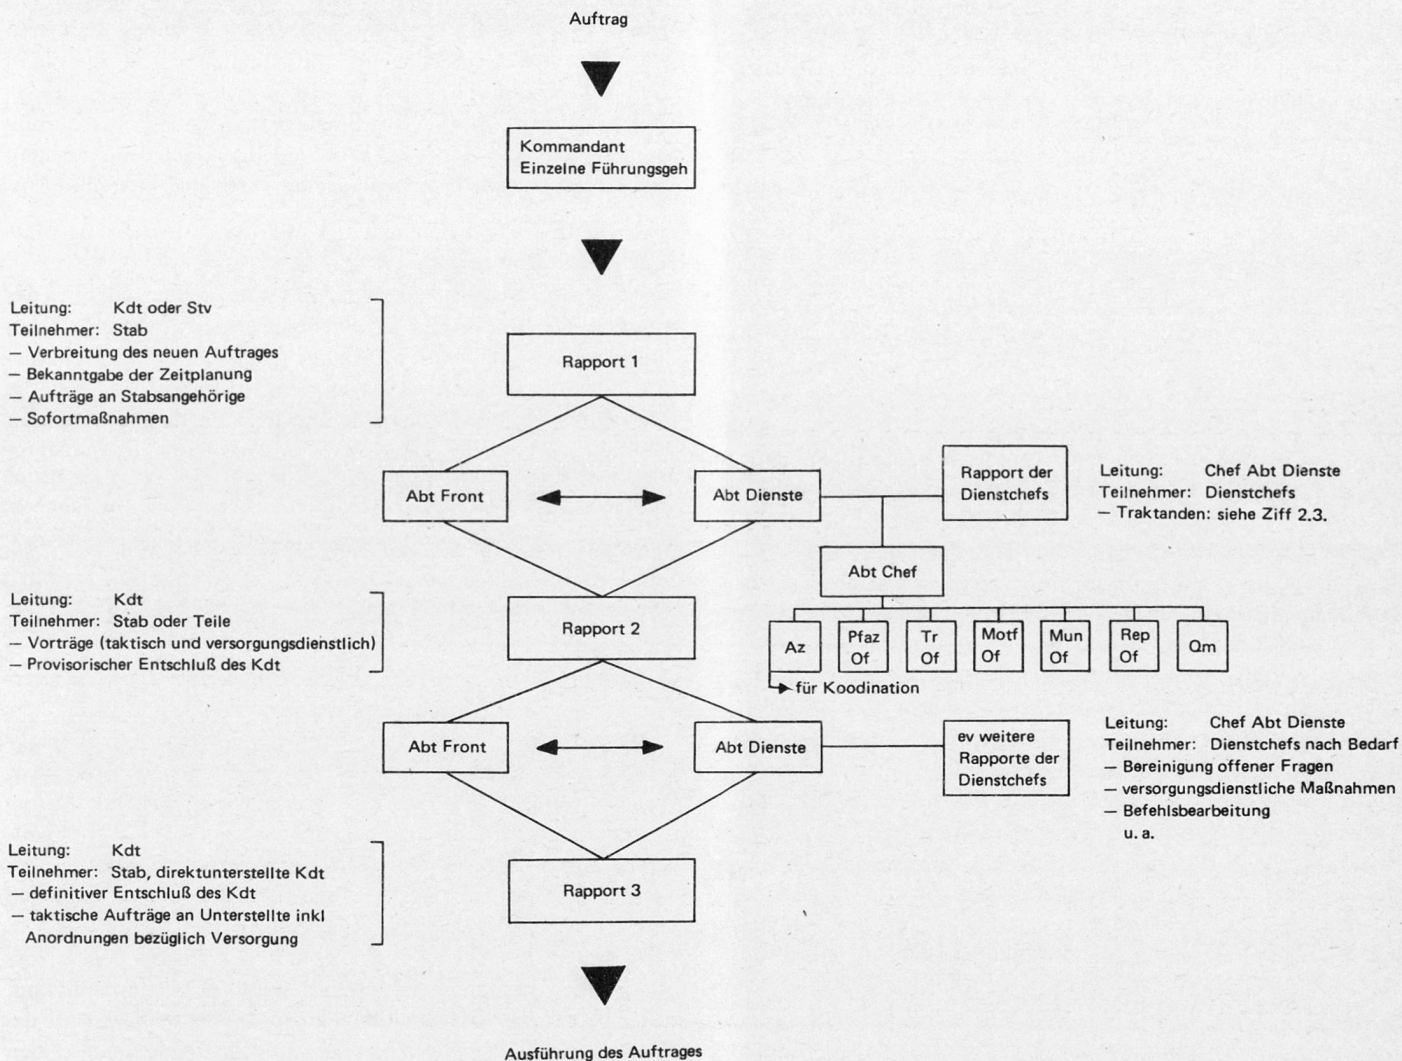 Auftrag
Kommandant
Einzelne Führungsgeh
Leitung: Kdt oder Stv
Teilnehmer: Stab
— Verbreitung des neuen Auftrages
— Bekanntgabe der Zeitplanung
— Aufträge an Stabsangehörige
— Sofortmaßnahmen
Rapport 1
Abt Front
Abt Dienste
Rapport der
Dienstchefs
Leitung: Chef Abt Dienste
Teilnehmer: Dienstchefs
— Traktanden: siehe Ziff 2.3.
Abt Chef
Az
Pfaz
Of
Tr
Of
Motf
Of
Mun
Of
Rep
Of
Qm
für Koodination
Leitung: Kdt
Teilnehmer: Stab oder Teile
— Vorträge (taktisch und versorgungsdienstlich)
— Provisorischer Entschluß des Kdt
Rapport 2
Abt Front
Abt Dienste
ev weitere
Rapporte der
Dienstchefs
Leitung: Chef Abt Dienste
Teilnehmer: Dienstchefs nach Bedarf
— Bereinigung offener Fragen
— versorgungsdienstliche Maßnahmen
— Befehlsbearbeitung
u. a.
Leitung: Kdt
Teilnehmer: Stab, direktunterstellte Kdt
— definitiver Entschluß des Kdt
— taktische Aufträge an Unterstellte inkl
Anordnungen bezüglich Versorgung
Rapport 3
Ausführung des Auftrages